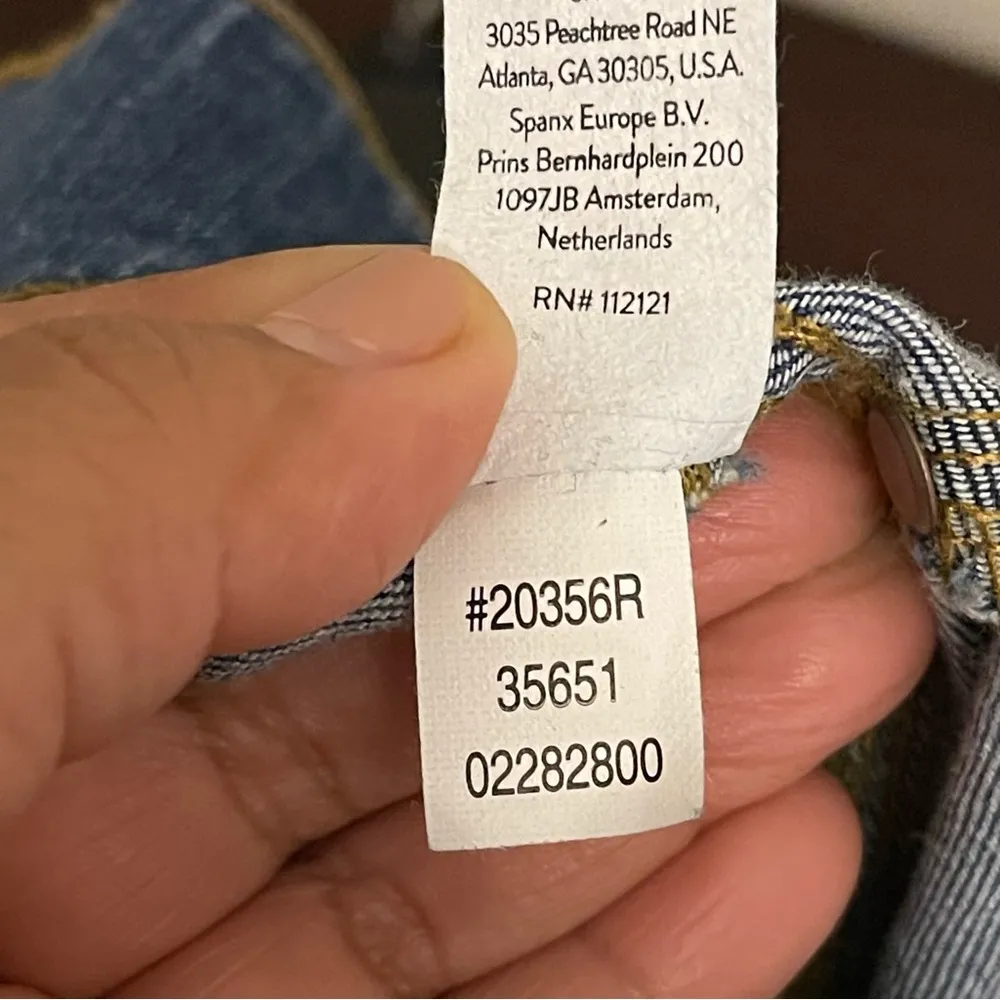 3035 Peachtree Road NE
Atlanta, GA 30305, U.S.A.
Spanx Europe B.V.
Prins Bernhardplein 200
1097JB Amsterdam,
Netherlands
RN# 112121
#20356R
35651
02282800